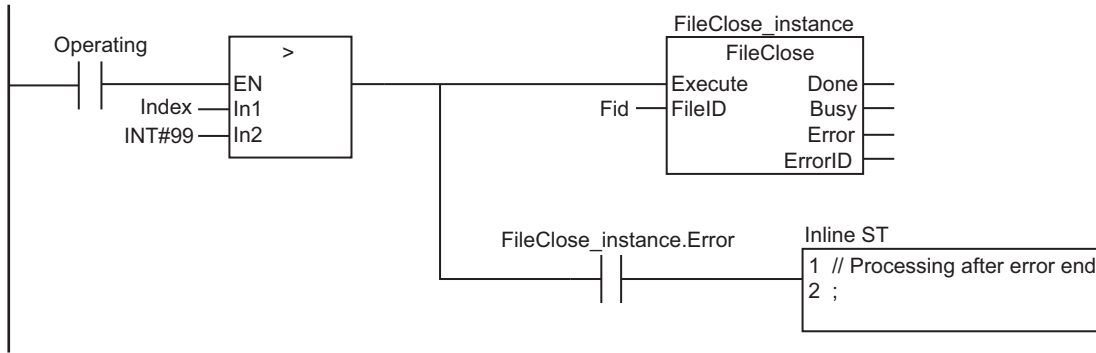 FileClose_instance
Operating
>
FileClose
EN
Execute
Done
Index
In1
Fid
FileID
Busy
INT#99
In2
Error
ErrorID
FileClose_instance.Error
Inline ST
1 // Processing after error end
2 ;